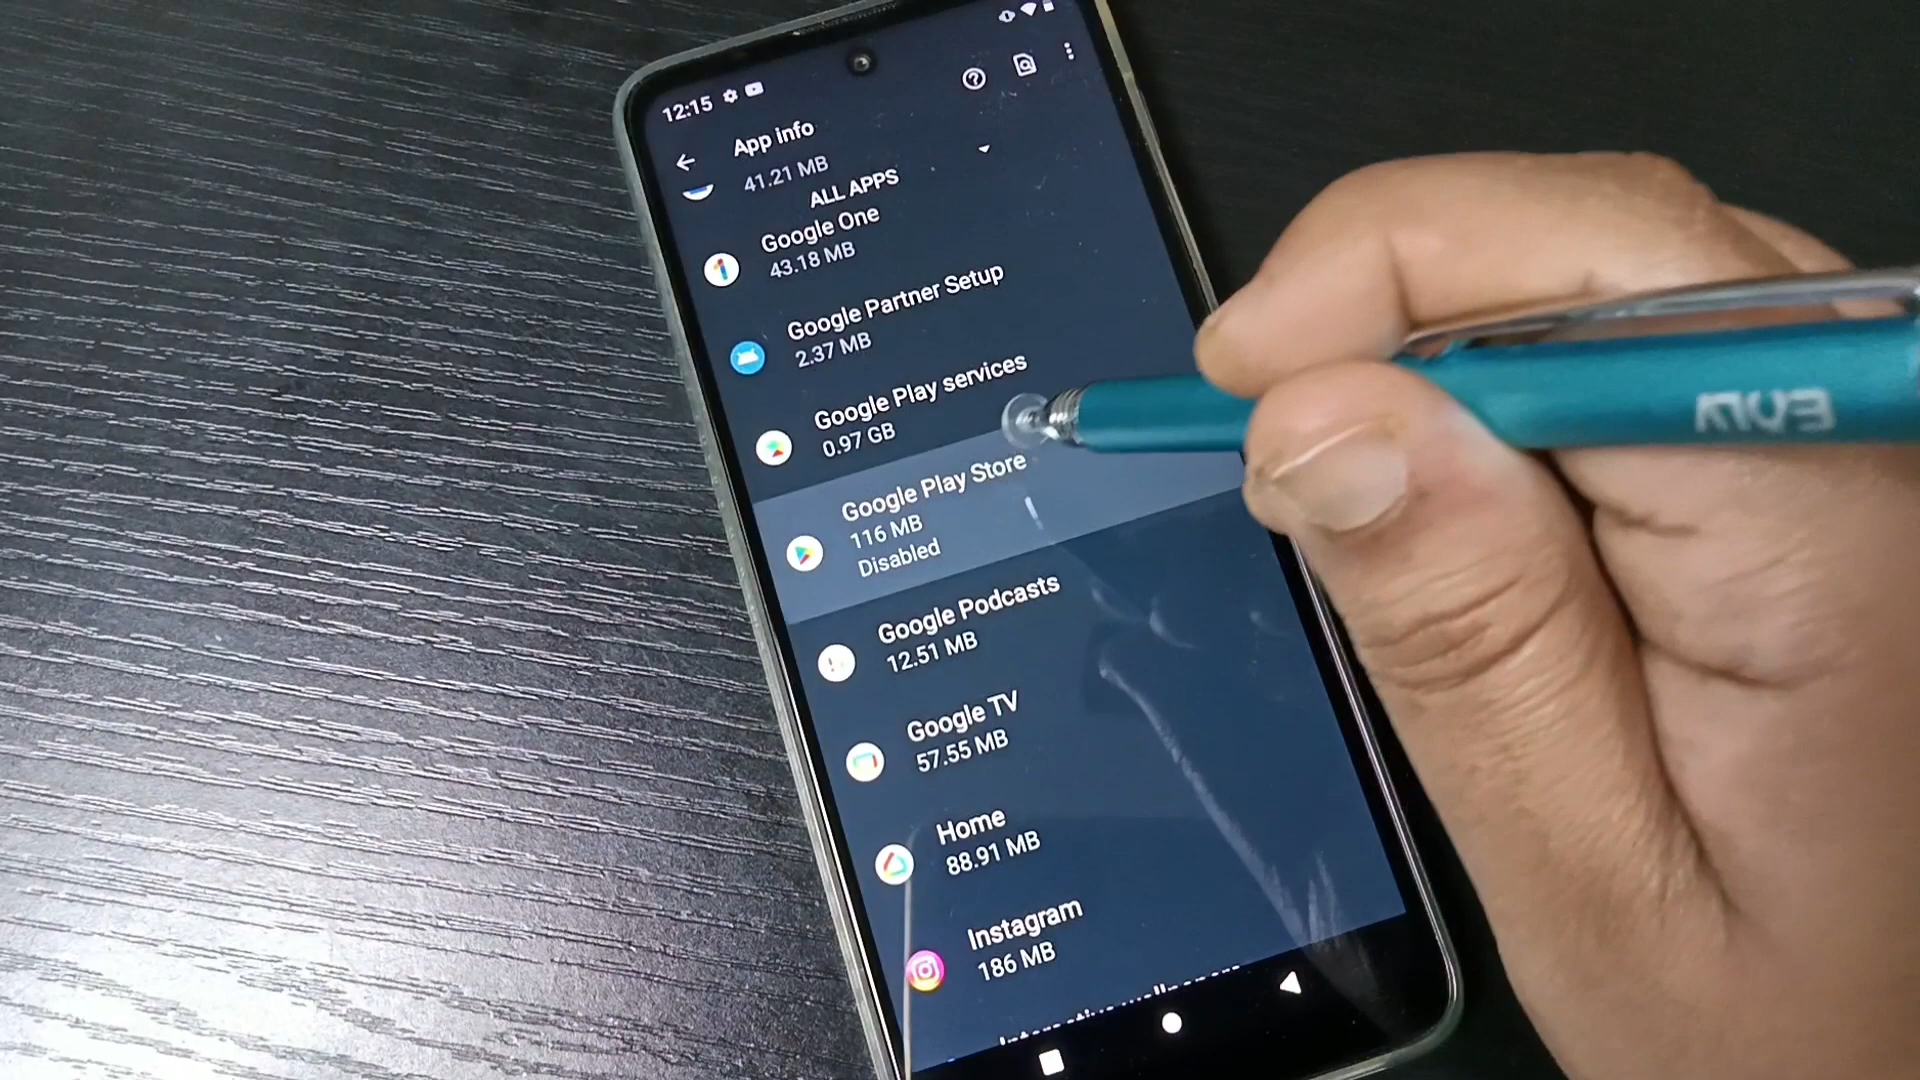 12:15
App info
41.21 MB
ALL APPS
Google One
43.18 MB
Google Partner Setup
2.37 MB
Google Play services
0.97 GB
Google Play Store
116 MB
Disabled
Google Podcasts
12.51 MB
Google TV
57.55 MB
Home
88.91 MB
Instagram
186 MB